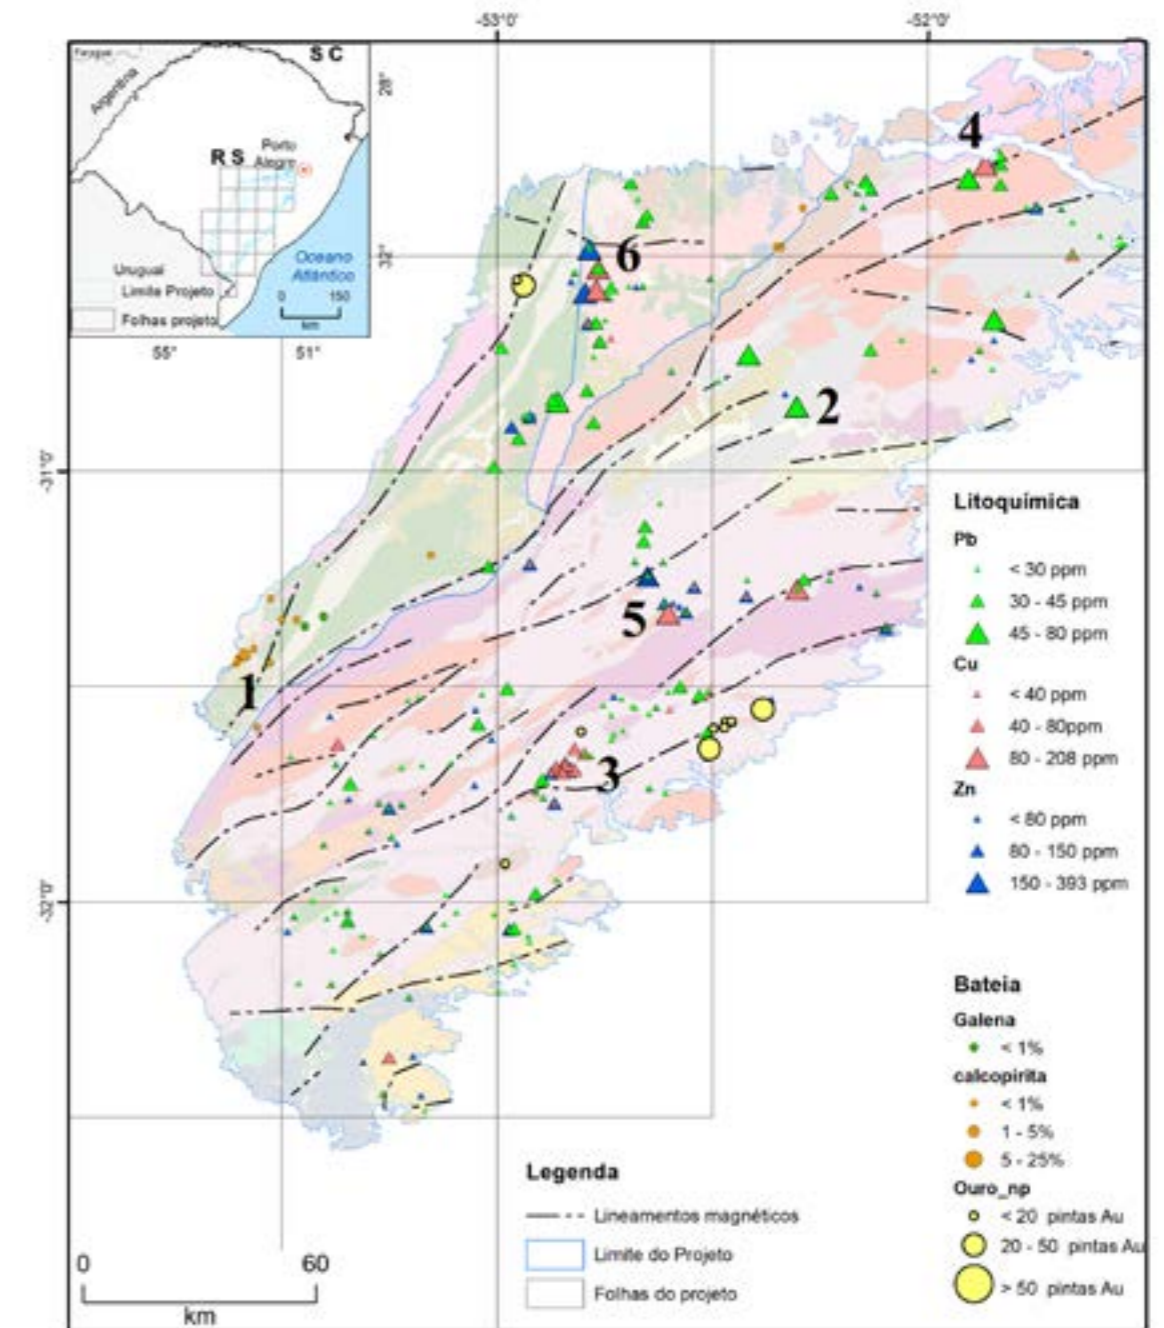 -53°0'
-52°0'
S C
Argentina
28°
R S
Porto
Alegre
Oceano
Atlântico
32°
Uruguai
Limite Projeto
0 150
km
Folhas projeto
55°
51°
4
6
2
-31°0'
5
1
3
-32°0'
Litoquímica
Pb
< 30 ppm
30 - 45 ppm
45 - 80 ppm
Cu
< 40 ppm
40 - 80ppm
80 - 208 ppm
Zn
< 80 ppm
80 - 150 ppm
150 - 393 ppm
Bateia
Galena
< 1%
calcopirita
< 1%
1 - 5%
5 - 25%
Ouro_np
< 20 pintas Au
20 - 50 pintas Au
> 50 pintas Au
Legenda
Lineamentos magnéticos
Limite do Projeto
Folhas do projeto
0 60
km